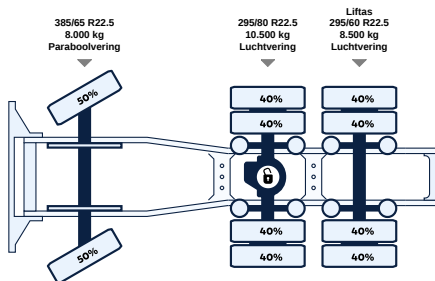 385/65 R22.5
8.000 kg
Paraboolvering
295/80 R22.5
10.500 kg
Luchtvering
Liftas
295/60 R22.5
8.500 kg
Luchtvering
50%
40%
40%
40%
40%
50%
40%
40%
40%
40%